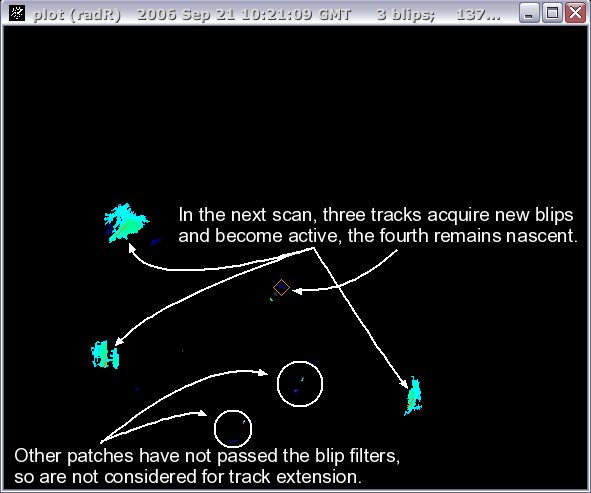 plot (radR) 2006 Sep 21 10:21:09 GMT 3 blips; 137...
In the next scan, three tracks acquire new blips
and become active, the fourth remains nascent.
Other patches have not passed the blip filters,
so are not considered for track extension.